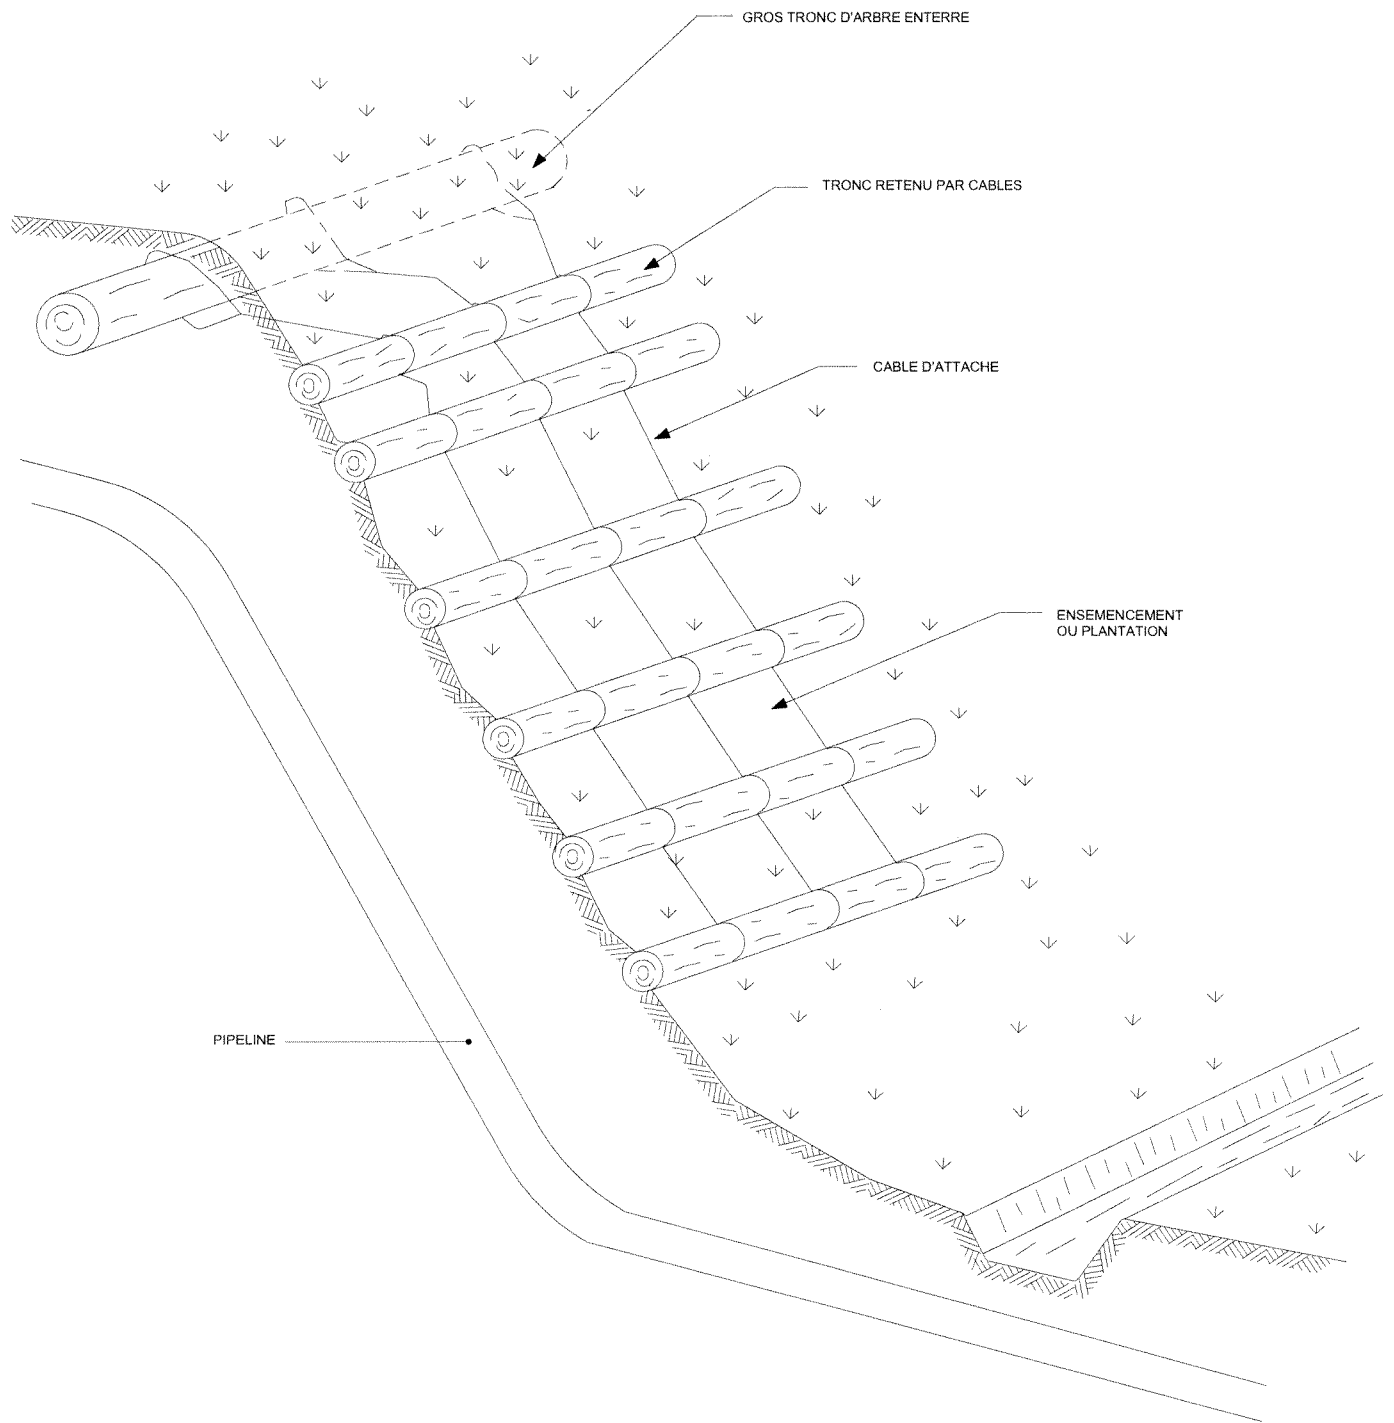 GROS TRONC D'ARBRE ENTERRE
TRONC RETENU PAR CABLES
CABLE D'ATTACHE
ENSEMENCEMENT
OU PLANTATION
PIPELINE